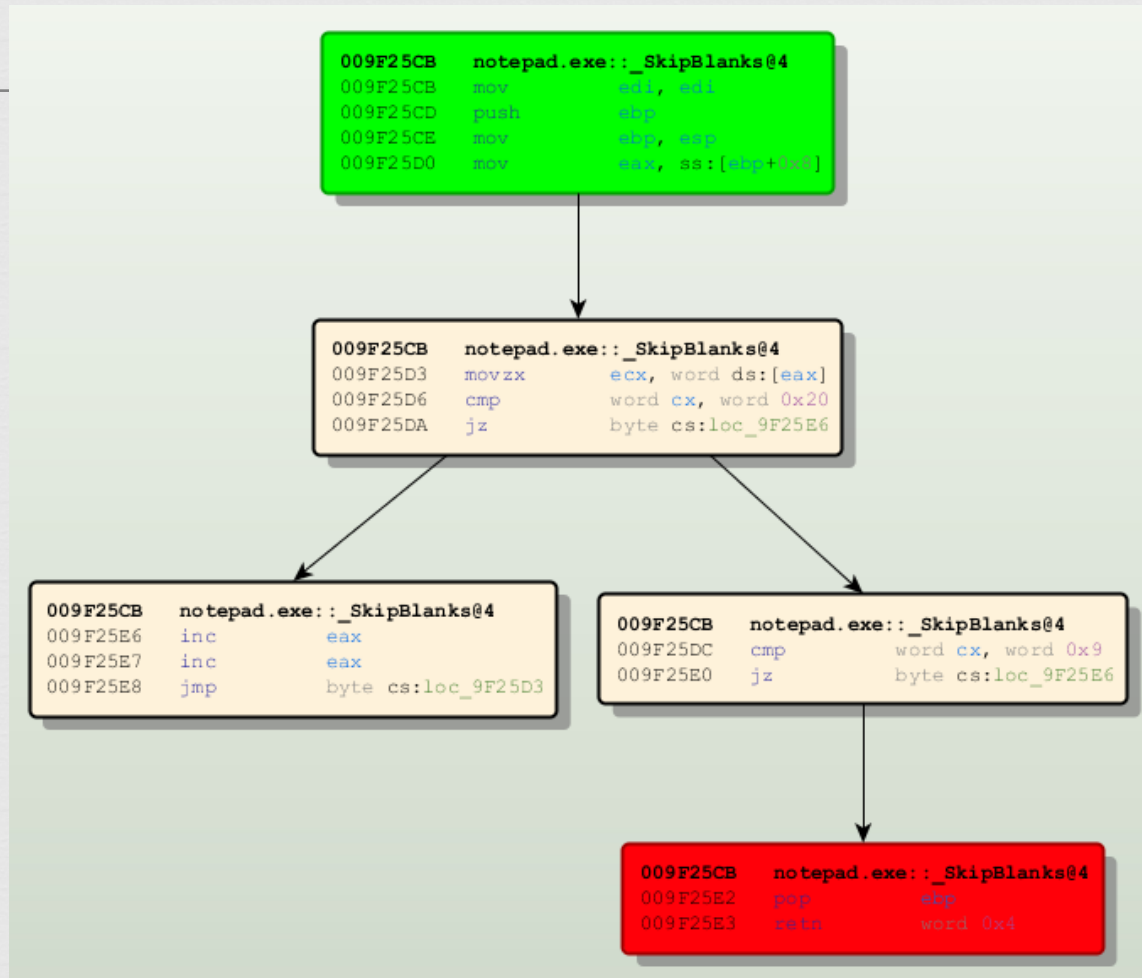 009F25CB notepad.exe::_SkipBlanks@4
009F25CB mov edi, edi
009F25CD push ebp
009F25CE mov ebp, esp
009F25D0 mov eax, ss:[ebp+0x8]
009F25CB notepad.exe::_SkipBlanks@4
009F25D3 movzx ecx, word ds:[eax]
009F25D6 cmp word cx, word 0x20
009F25DA jz byte cs:loc_9F25E6
009F25CB notepad.exe::_SkipBlanks@4
009F25E6 inc eax
009F25E7 inc eax
009F25E8 jmp byte cs:loc_9F25D3
009F25CB notepad.exe::_SkipBlanks@4
009F25DC cmp word cx, word 0x9
009F25E0 jz byte cs:loc_9F25E6
009F25CB notepad.exe::_SkipBlanks@4
009F25E2 pop ebp
009F25E3 retn word 0x4